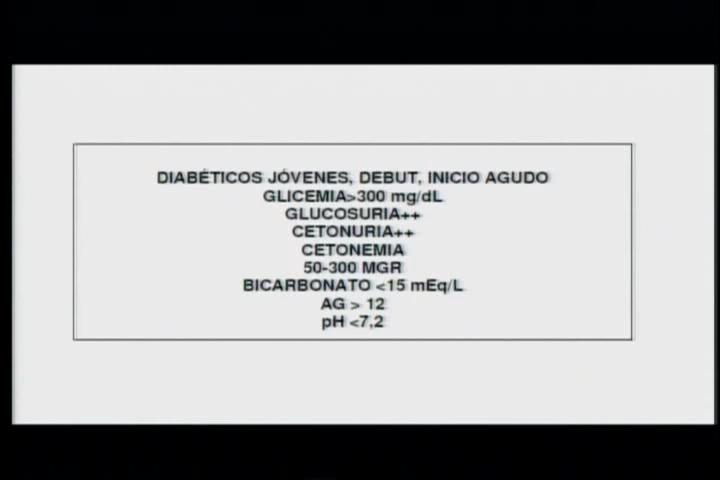 DIABÉTICOS JÓVENES, DEBUT, INICIO AGUDO
GLICEMIA>300 mg/dL
GLUCOSURIA++
CETONURIA++
CETONEMIA
50-300 MGR
BICARBONATO <15 mEq/L
AG > 12
pH <7,2